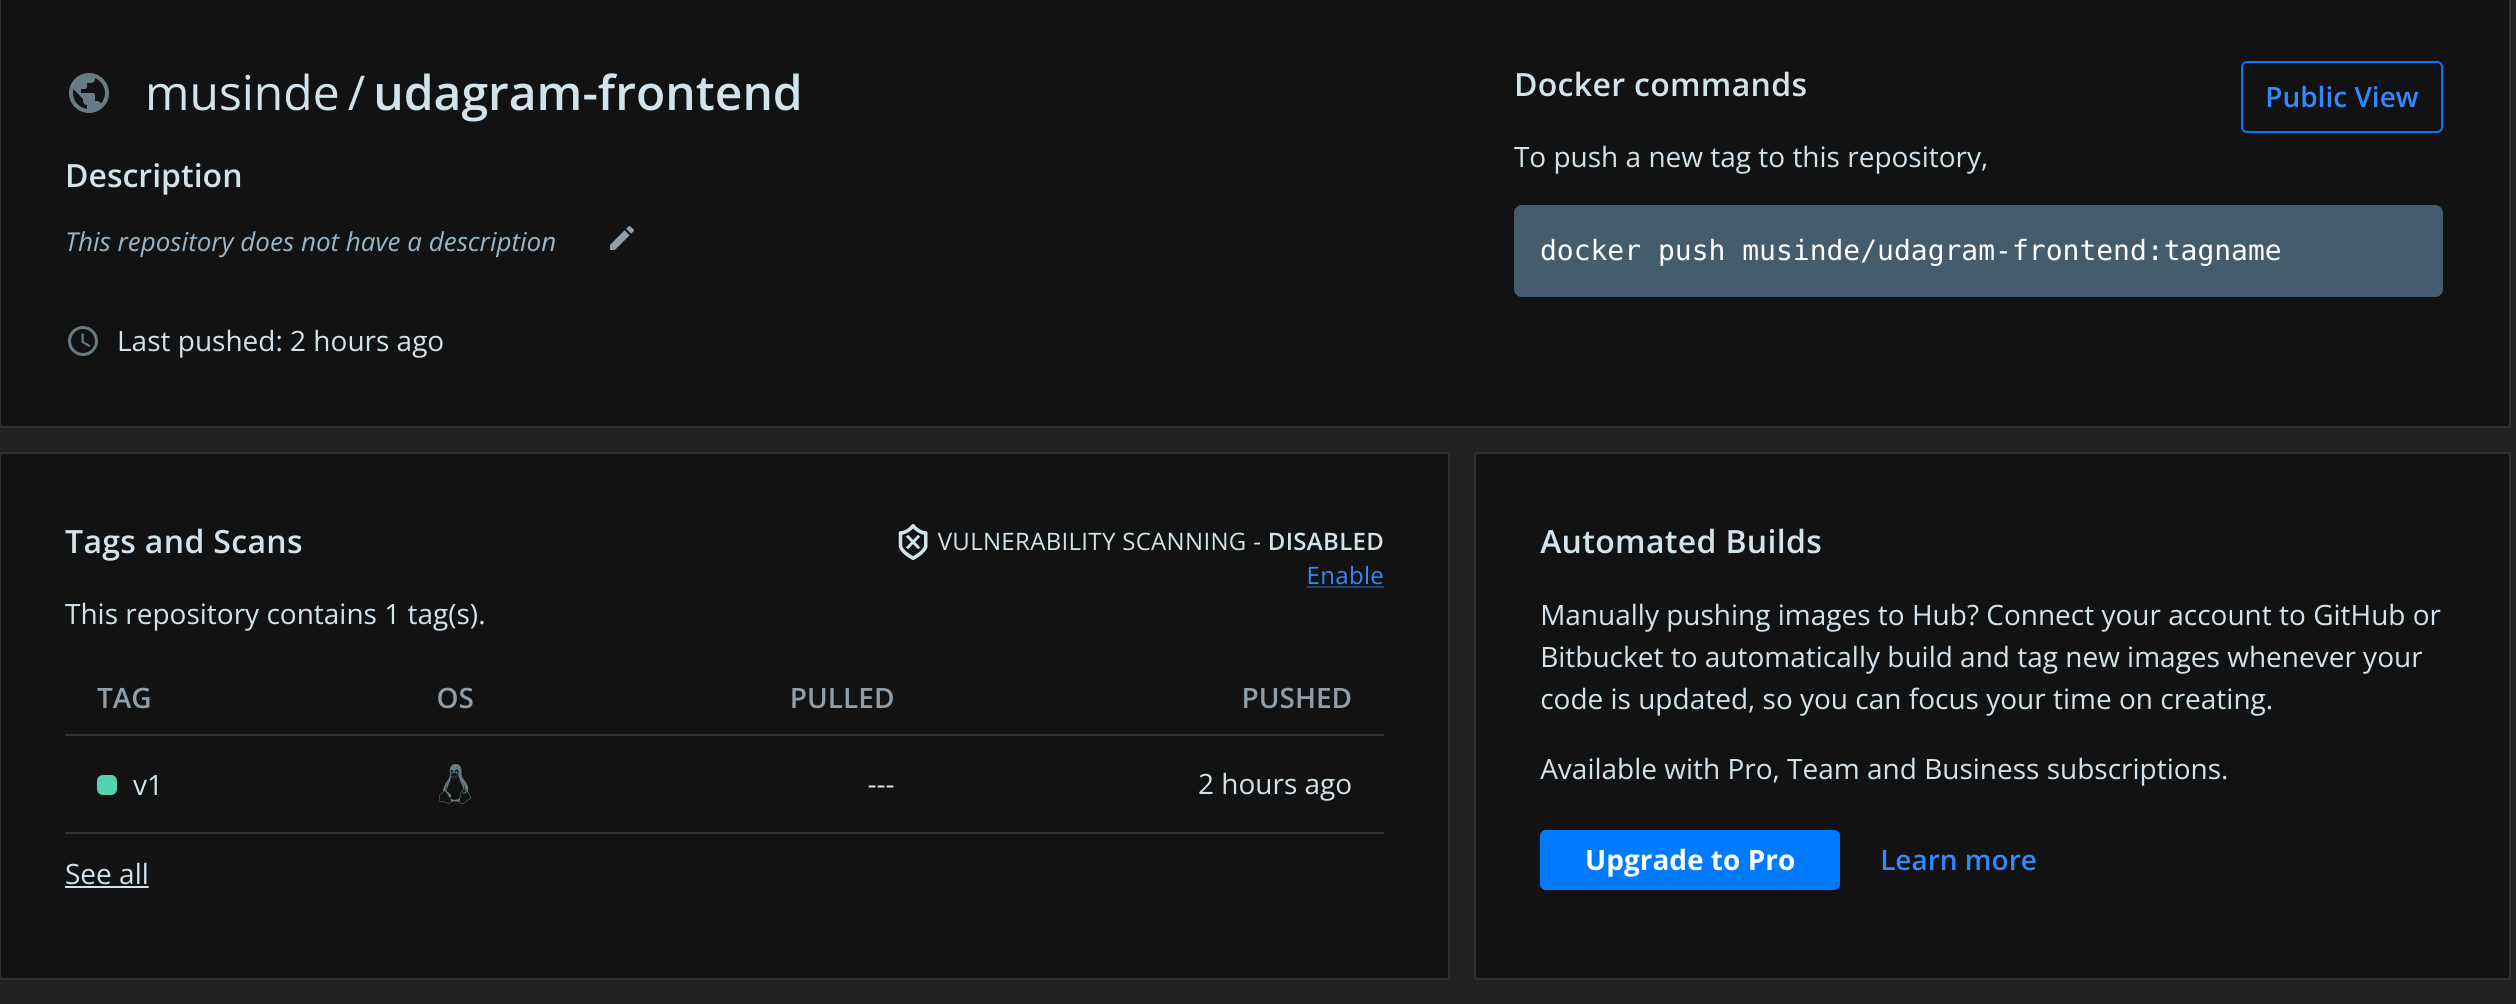 musinde / udagram-frontend
Description
This repository does not have a description
Last pushed: 2 hours ago
Docker commands
Public View
To push a new tag to this repository,
docker push musinde/udagram-frontend:tagname
Tags and Scans
VULNERABILITY SCANNING - DISABLED
Enable
This repository contains 1 tag(s).
TAG OS PULLED PUSHED
v1 --- 2 hours ago
See all
Automated Builds
Manually pushing images to Hub? Connect your account to GitHub or
Bitbucket to automatically build and tag new images whenever your
code is updated, so you can focus your time on creating.
Available with Pro, Team and Business subscriptions.
Upgrade to Pro Learn more